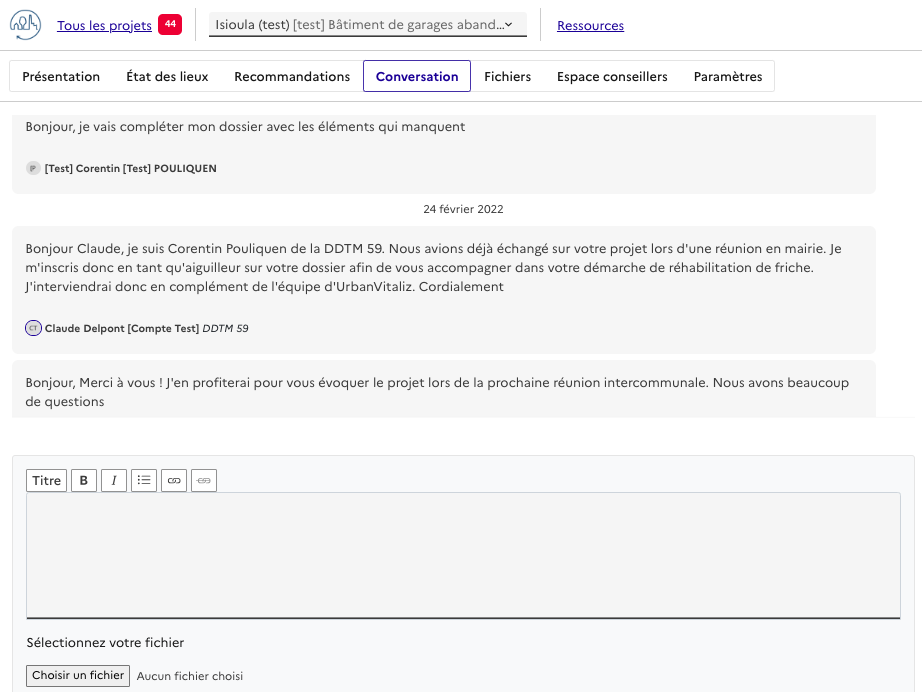 Tous les projets 44 Isioula (test) [test] Bâtiment de garages aband... Ressources
Présentation État des lieux Recommandations Conversation Fichiers Espace conseillers Paramètres
Bonjour, je vais compléter mon dossier avec les éléments qui manquent
P [Test] Corentin [Test] POULIQUEN
24 février 2022
Bonjour Claude, je suis Corentin Pouliquen de la DDTM 59. Nous avions déjà échangé sur votre projet lors d'une réunion en mairie. Je
m'inscris donc en tant qu'aiguilleur sur votre dossier afin de vous accompagner dans votre démarche de réhabilitation de friche.
J'interviendrai donc en complément de l'équipe d'UrbanVitaliz. Cordialement
CT Claude Delpont [Compte Test] DDTM 59
Bonjour, Merci à vous ! J'en profiterai pour vous évoquer le projet lors de la prochaine réunion intercommunale. Nous avons beaucoup
de questions
Titre B I
Sélectionnez votre fichier
Choisir un fichier Aucun fichier choisi